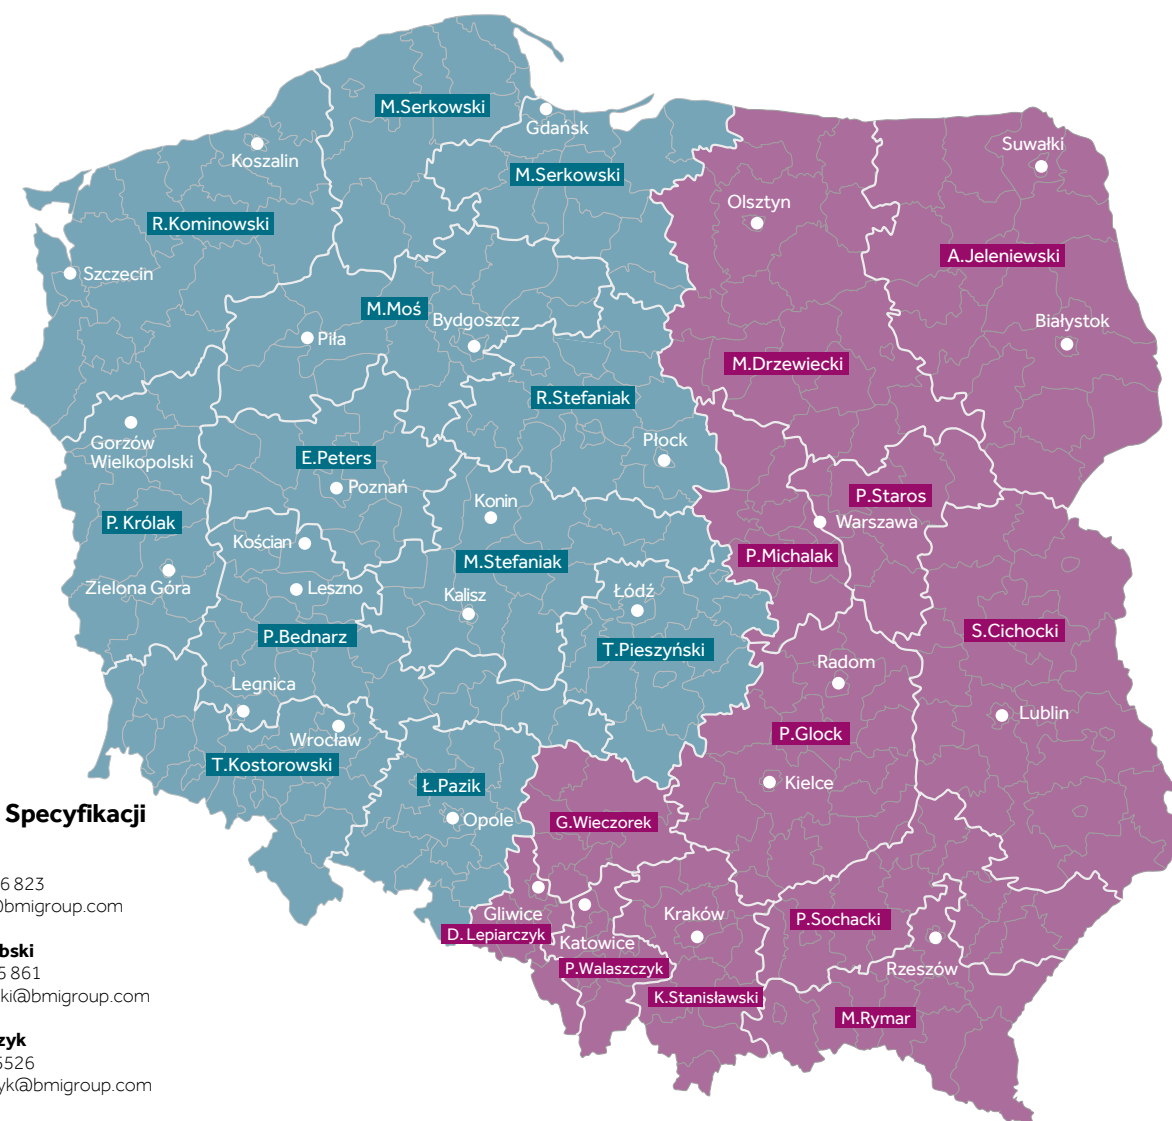 M.Serkowski
Gdańsk
Koszalin
M.Serkowski
Suwałki
Olsztyn
R.Kominowski
A.Jeleniewski
Szczecin
M.Moś
Bydgoszcz
Białystok
Piła
M.Drzewiecki
R.Stefaniak
Gorzów
Wielkopolski
Płock
E.Peters
Poznań
Konin
P.Staros
Warszawa
P. Królak
Kościan
M.Stefaniak
P.Michalak
Zielona Góra
Leszno
Kalisz
Łódź
P.Bednarz
T.Pieszyński
S.Cichocki
Radom
Legnica
Lublin
Wrocław
P.Glock
T.Kostorowski
Ł.Pazik
Kielce
Opole
G.Wieczorek
Specyfikacji
6 823
@bmigroup.com
bski
5 861
ki@bmigroup.com
zyk
5526
yk@bmigroup.com
Gliwice
D. Lepiarczyk
Katowice
Kraków
P.Sochacki
P.Walaszczyk
Rzeszów
K.Stanisławski
M.Rymar